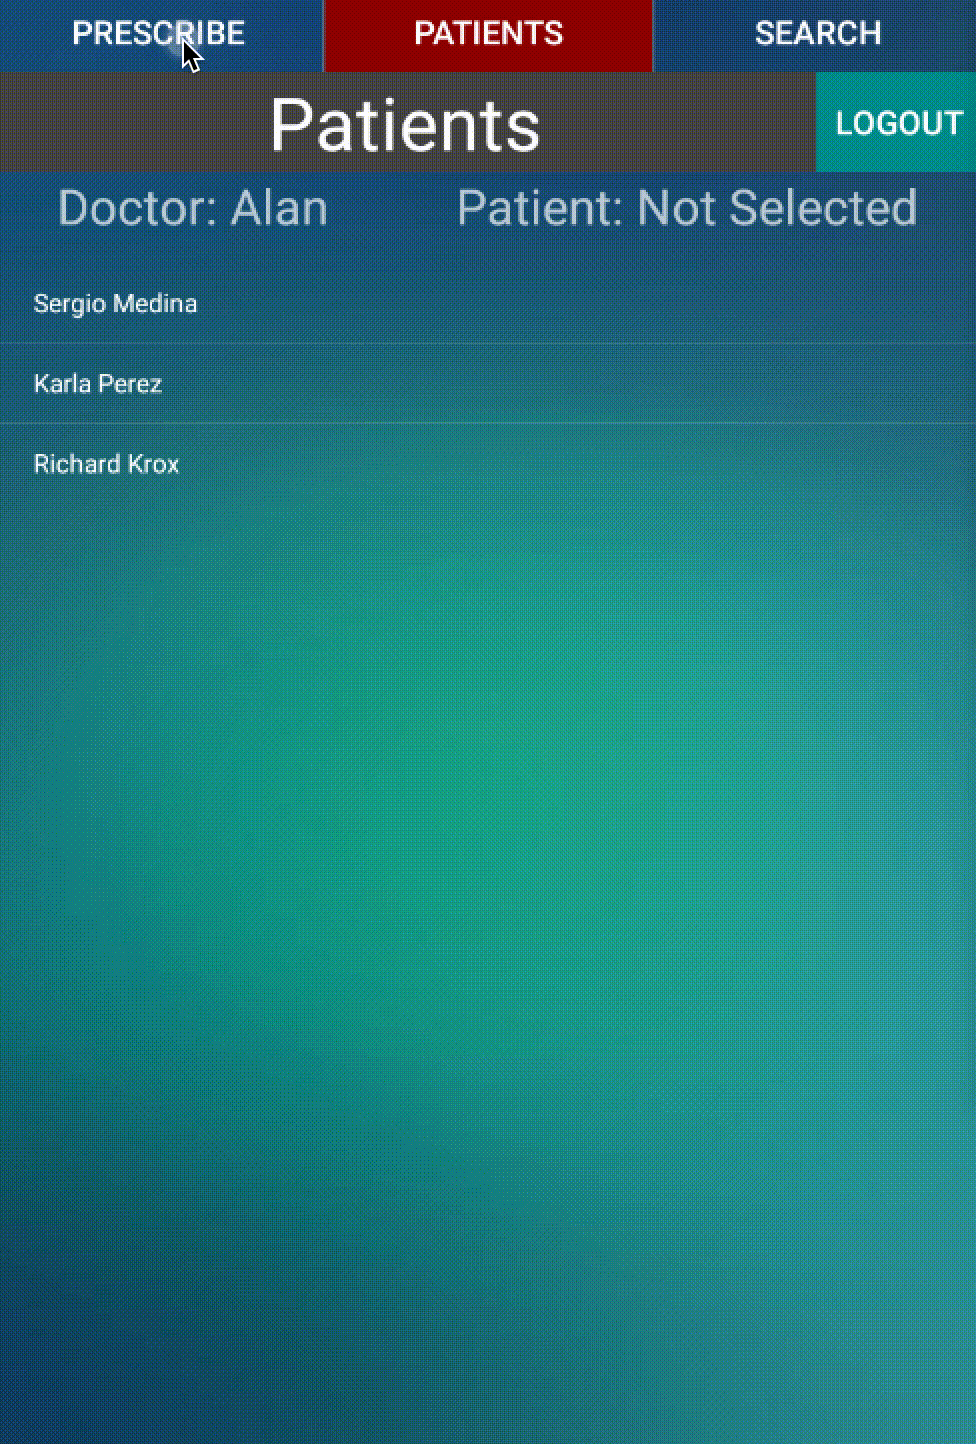 PRESCRIBE PATIENTS SEARCH
Patients LOGOUT
Doctor: Alan Patient: Not Selected
Sergio Medina
Karla Perez
Richard Krox